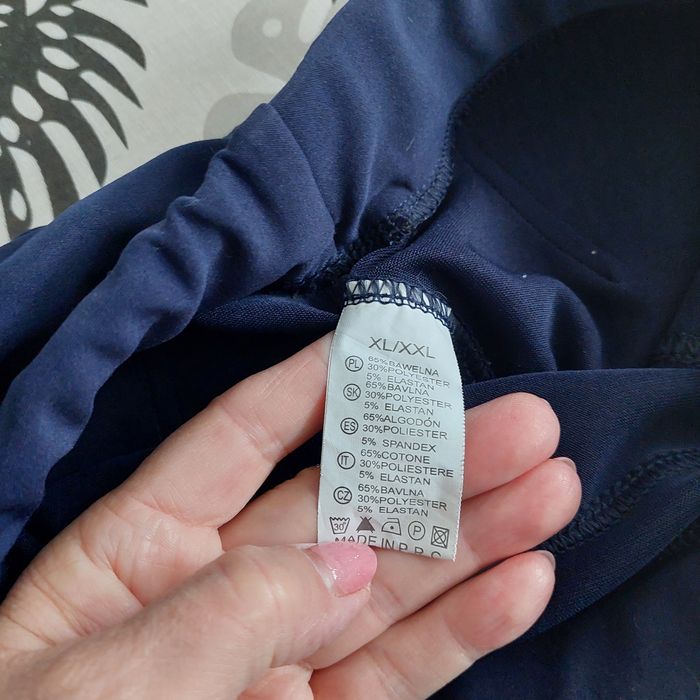 XL/XXL
PL 65% BAWEŁNA
30%POLYESTER
5% ELASTAN
SK 65% BAVLNA
30%POLYESTER
5% ELASTAN
ES 65%ALGODÓN
30%POLIESTER
5% SPANDEX
IT 65% COTONE
30%POLIESTERE
5% ELASTAN
CZ 65% BAVLNA
30%POLYESTER
5% ELASTAN
30° P
MADE IN P.R.C